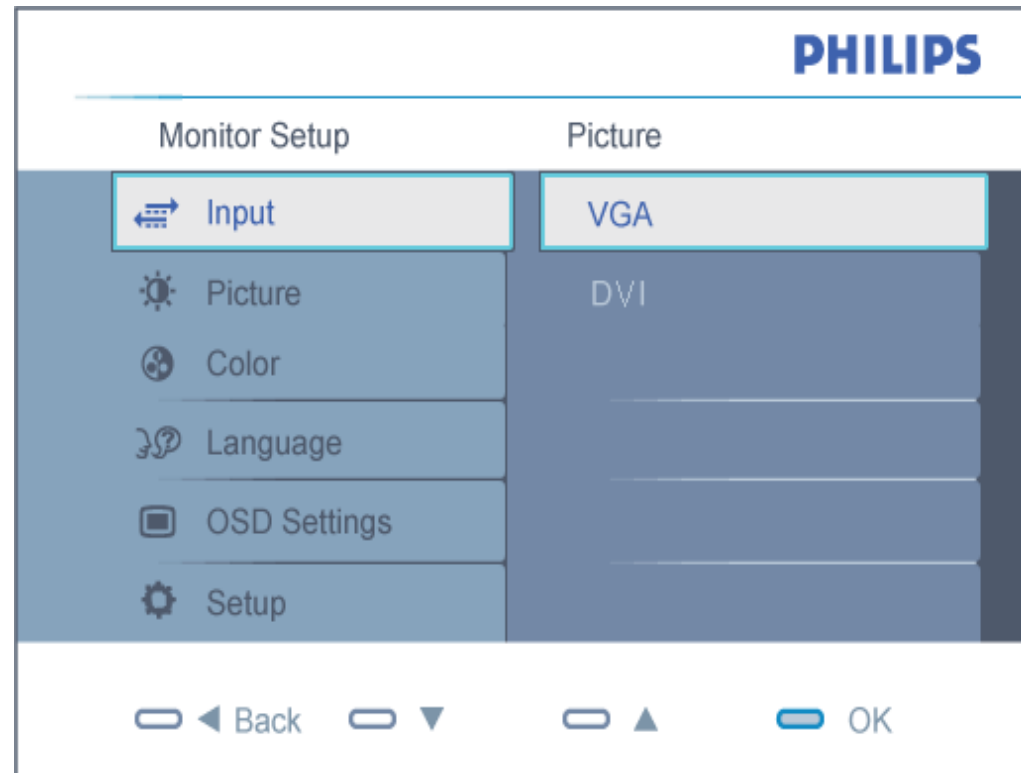 PHILIPS
Monitor Setup Picture
Input VGA
Picture DVI
Color
Language
OSD Settings
Setup
Back OK